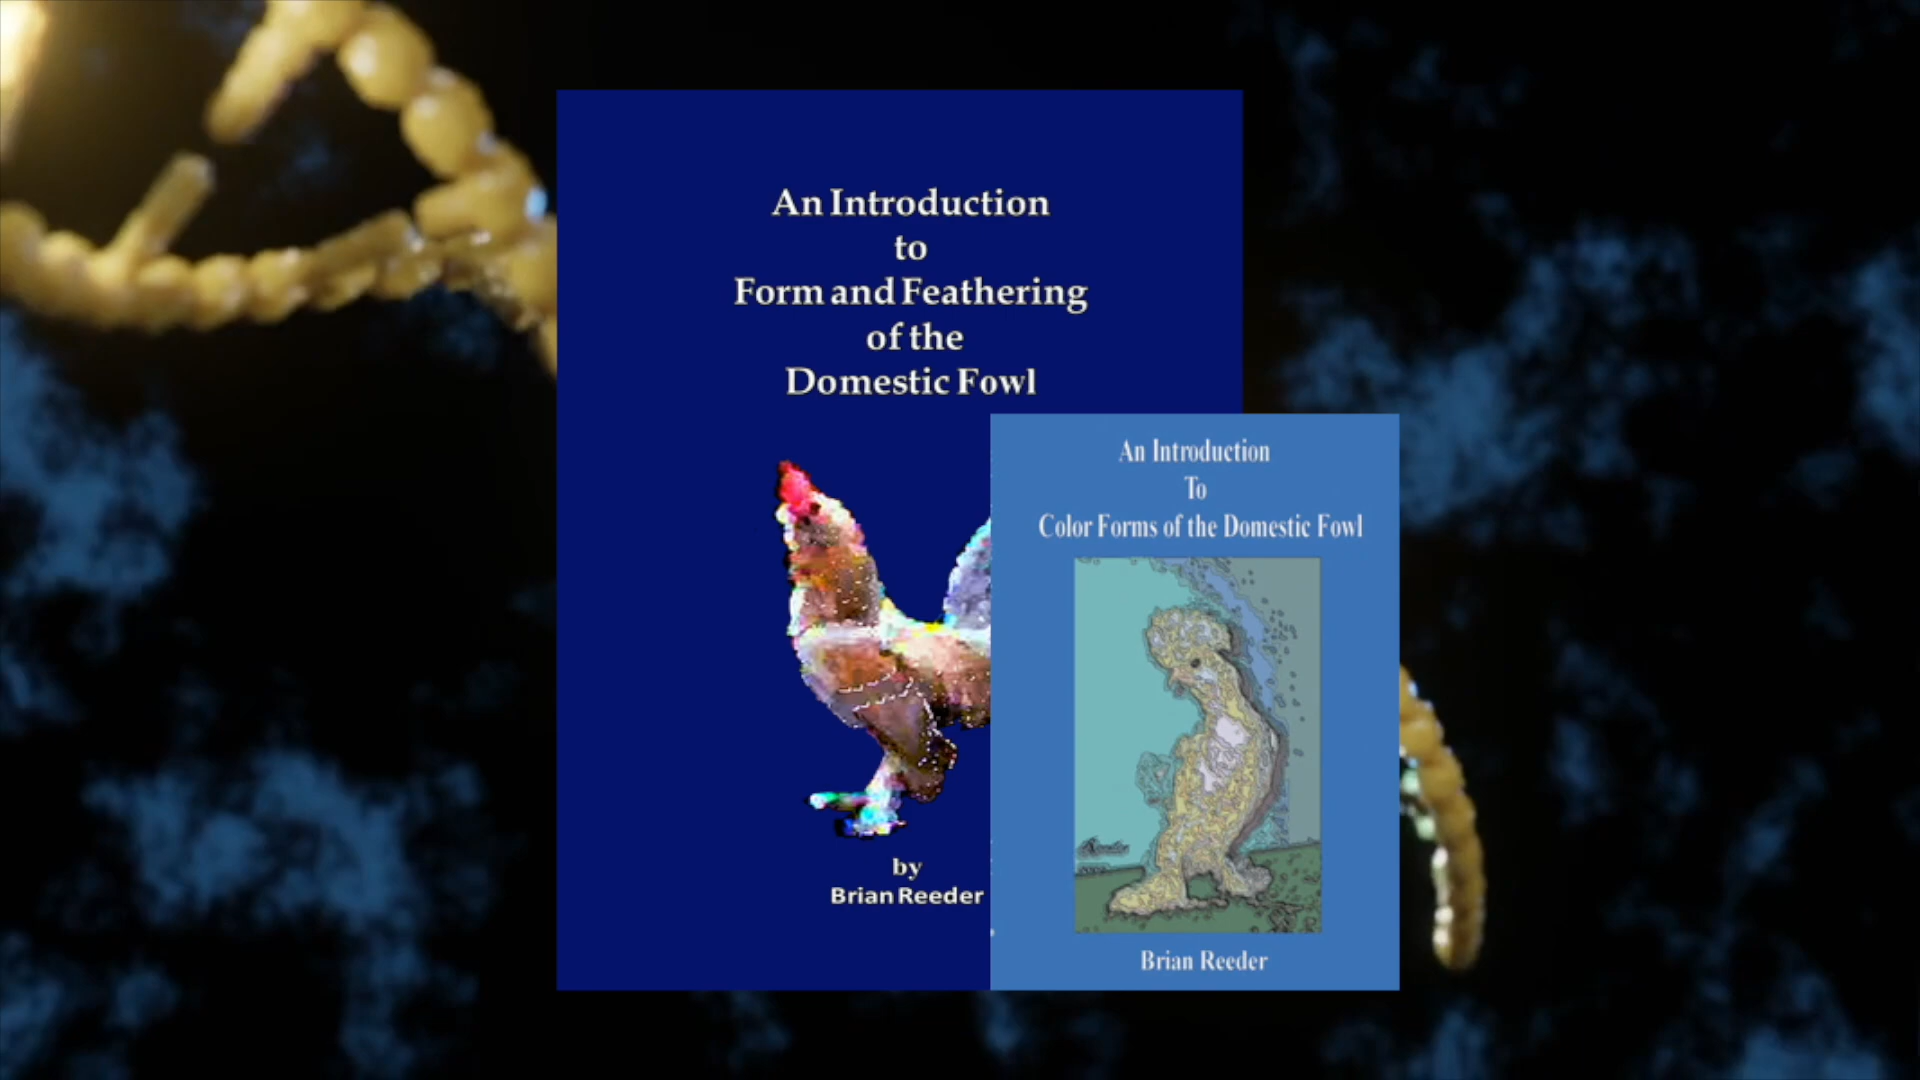 An Introduction
to
Form and Feathering
of the
Domestic Fowl
by
Brian Reeder
An Introduction
To
Color Forms of the Domestic Fowl
Reeder
Brian Reeder